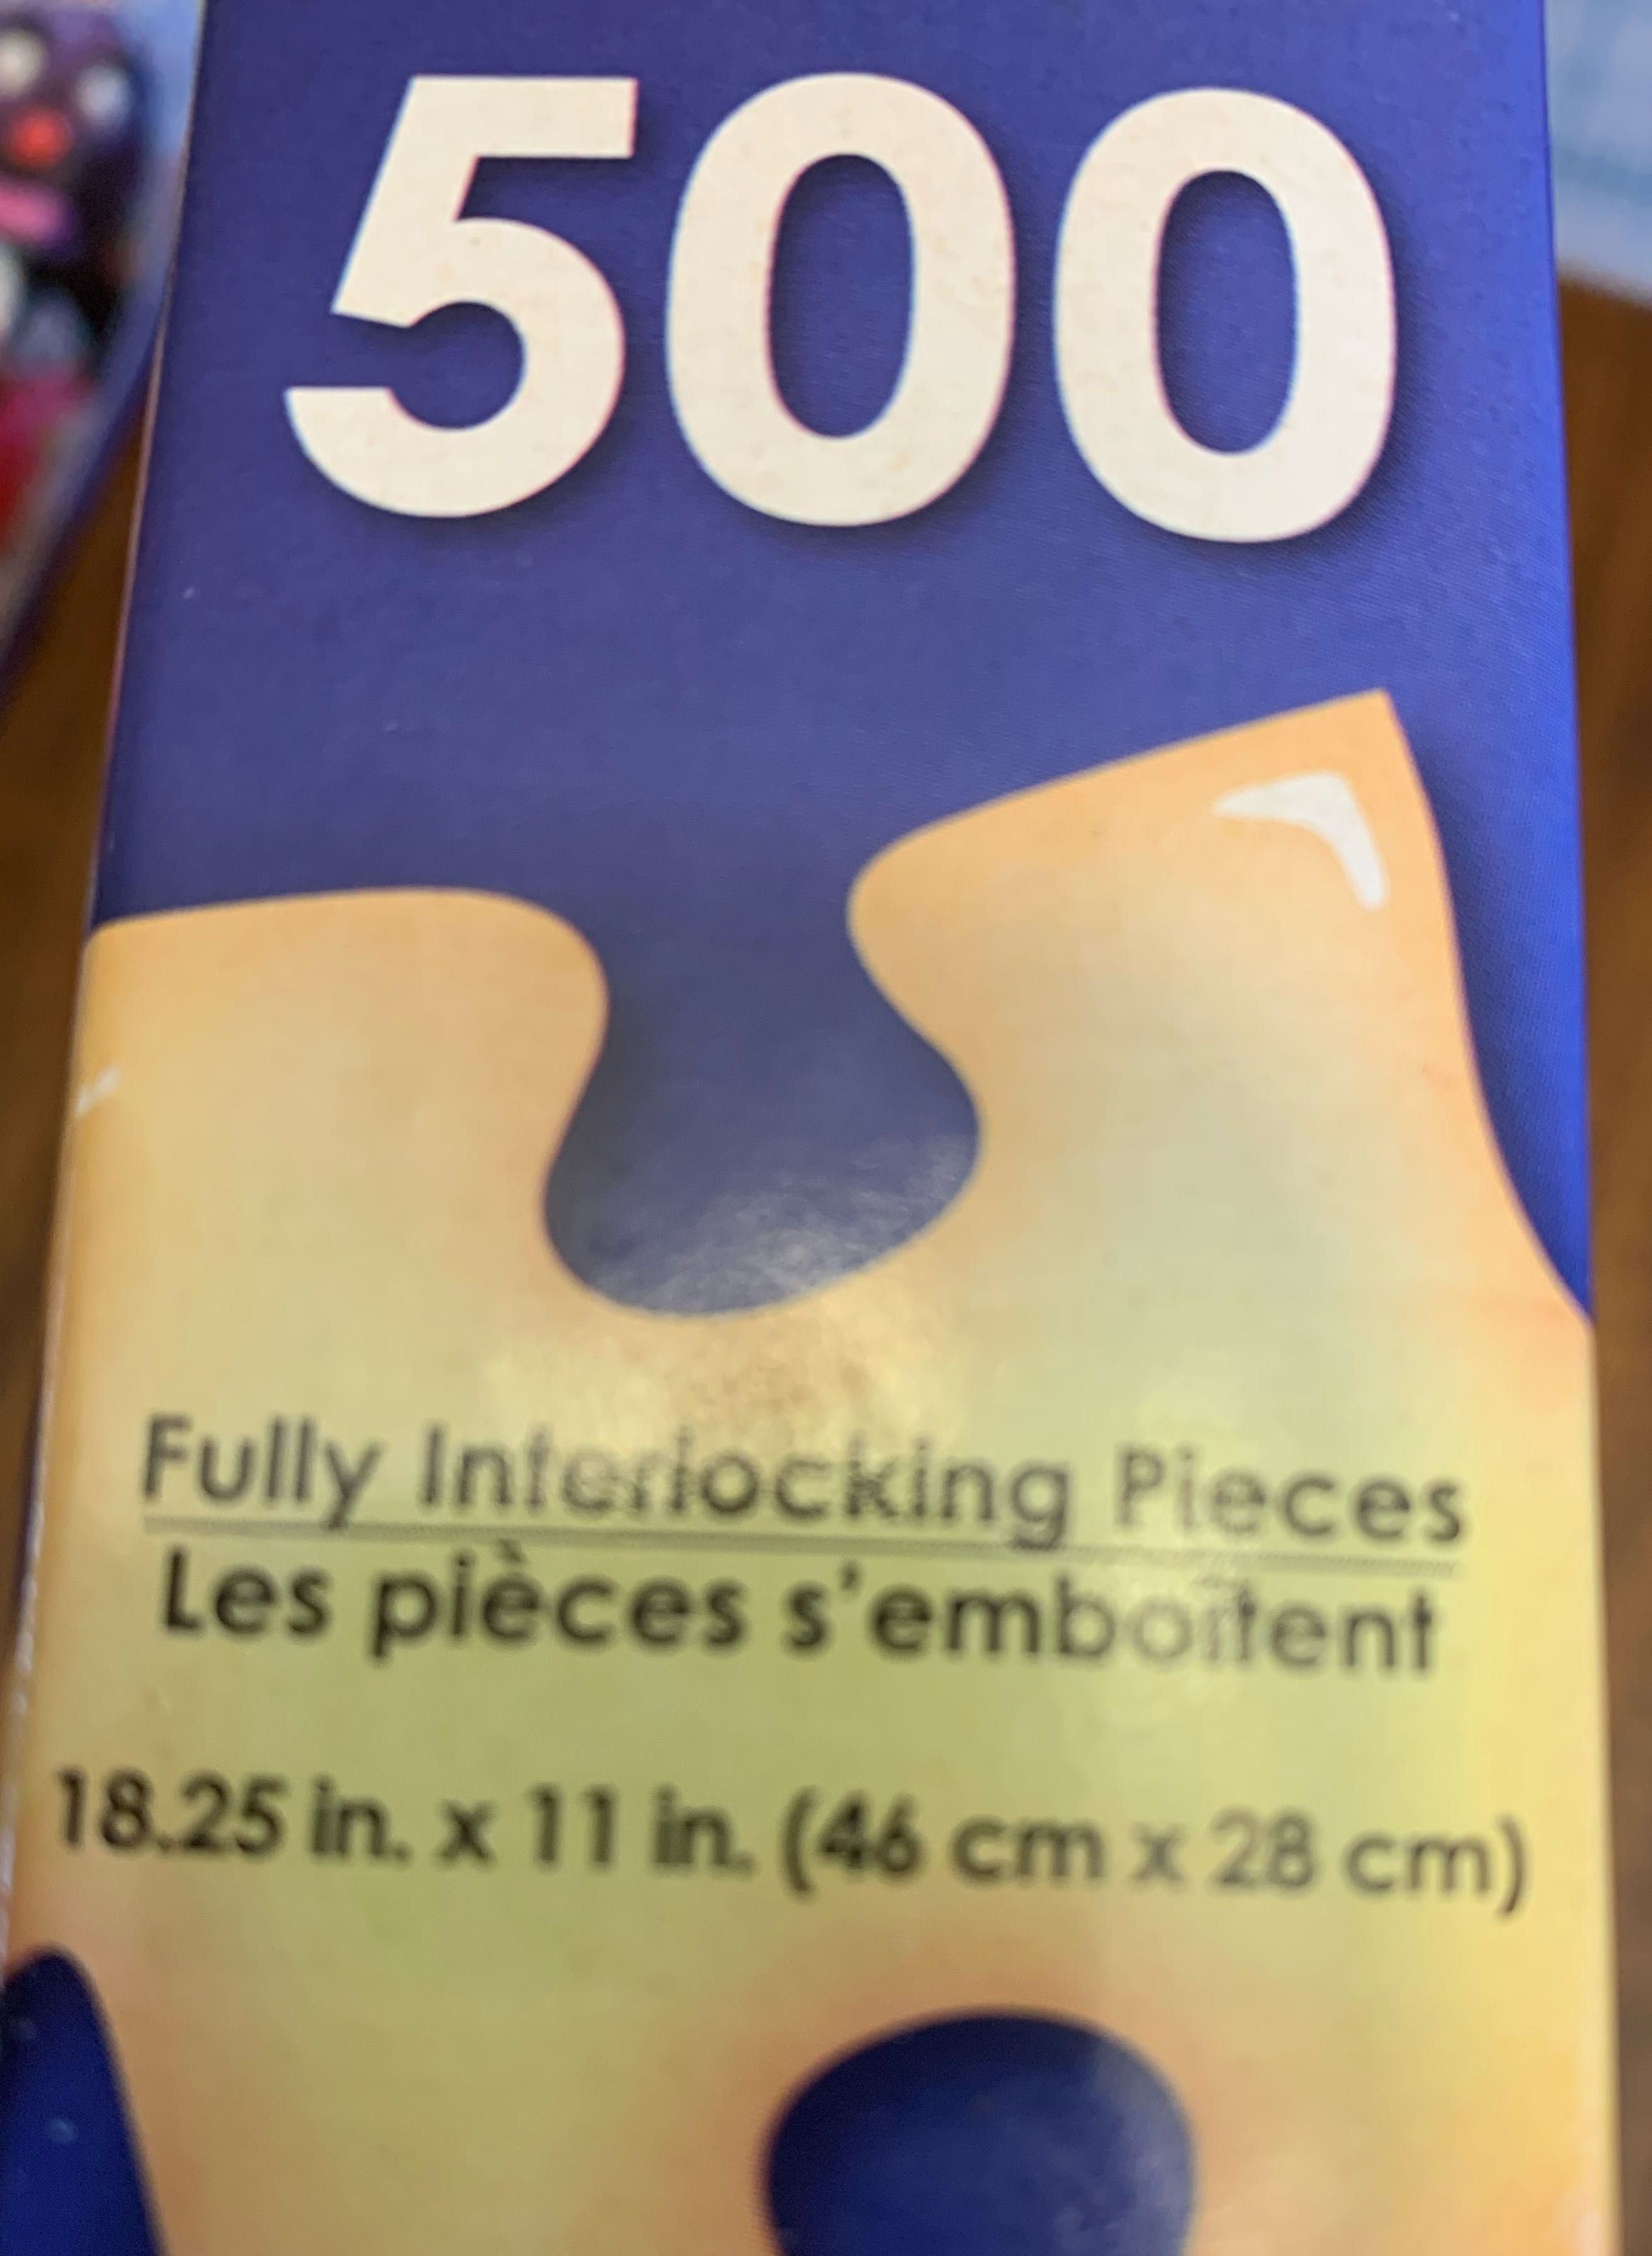 500
Fully Interlocking Pieces
Les pièces s'emboîtent
18.25 in. x 11 in. (46 cm x 28 cm)